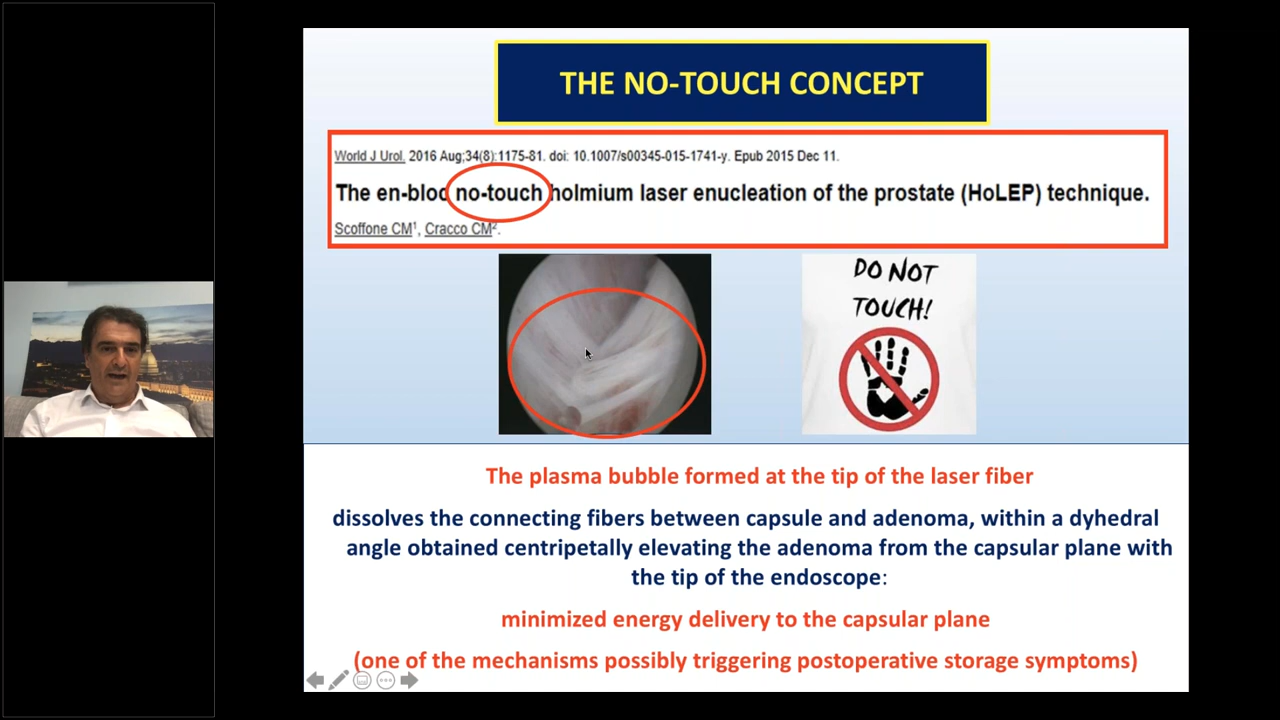 THE NO-TOUCH CONCEPT
World J Urol. 2016 Aug;34(8):1175-81. doi: 10.1007/s00345-015-1741-y. Epub 2015 Dec 11.
The en-bloc no-touch holmium laser enucleation of the prostate (HoLEP) technique.
Scoffone CM1, Cracco CM2.
DO NOT
TOUCH!
The plasma bubble formed at the tip of the laser fiber
dissolves the connecting fibers between capsule and adenoma, within a dyhedral
angle obtained centripetally elevating the adenoma from the capsular plane with
the tip of the endoscope:
minimized energy delivery to the capsular plane
(one of the mechanisms possibly triggering postoperative storage symptoms)